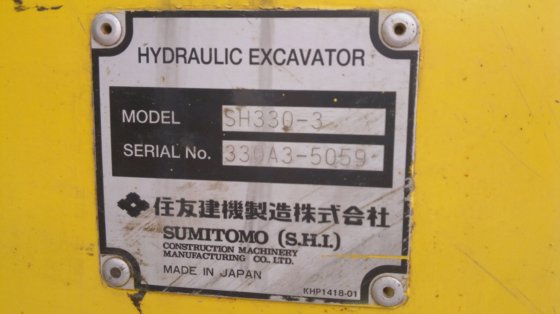 HYDRAULIC EXCAVATOR
MODEL SH330-3
SERIAL No. 330A3-5059
住友建機製造株式会社
SUMITOMO (S.H.I.)
CONSTRUCTION MACHINERY
MANUFACTURING CO., LTD.
MADE IN JAPAN
KHP1418-01